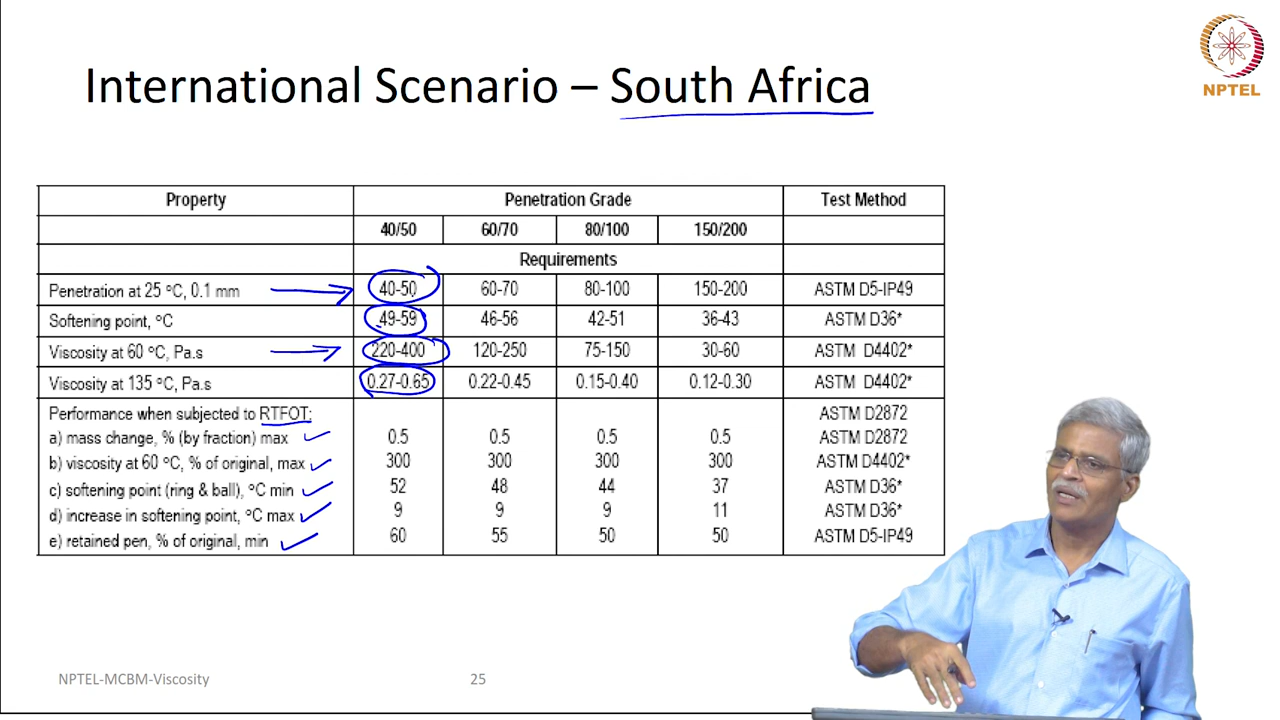 International Scenario – South Africa
NPTEL
Property Penetration Grade Test Method
40/50 60/70 80/100 150/200
Requirements
Penetration at 25 °C, 0.1 mm 40-50 60-70 80-100 150-200 ASTM D5-IP49
Softening point, °C 49-59 46-56 42-51 36-43 ASTM D36*
Viscosity at 60 °C, Pa.s 220-400 120-250 75-150 30-60 ASTM D4402*
Viscosity at 135 °C, Pa.s 0.27-0.65 0.22-0.45 0.15-0.40 0.12-0.30 ASTM D4402*
Performance when subjected to RTFOT: ASTM D2872
a) mass change, % (by fraction) max 0.5 0.5 0.5 0.5 ASTM D2872
b) viscosity at 60 °C, % of original, max 300 300 300 300 ASTM D4402*
c) softening point (ring & ball), °C min 52 48 44 37 ASTM D36*
d) increase in softening point, °C max 9 9 9 11 ASTM D36*
e) retained pen, % of original, min 60 55 50 50 ASTM D5-IP49
NPTEL-MCBM-Viscosity 25